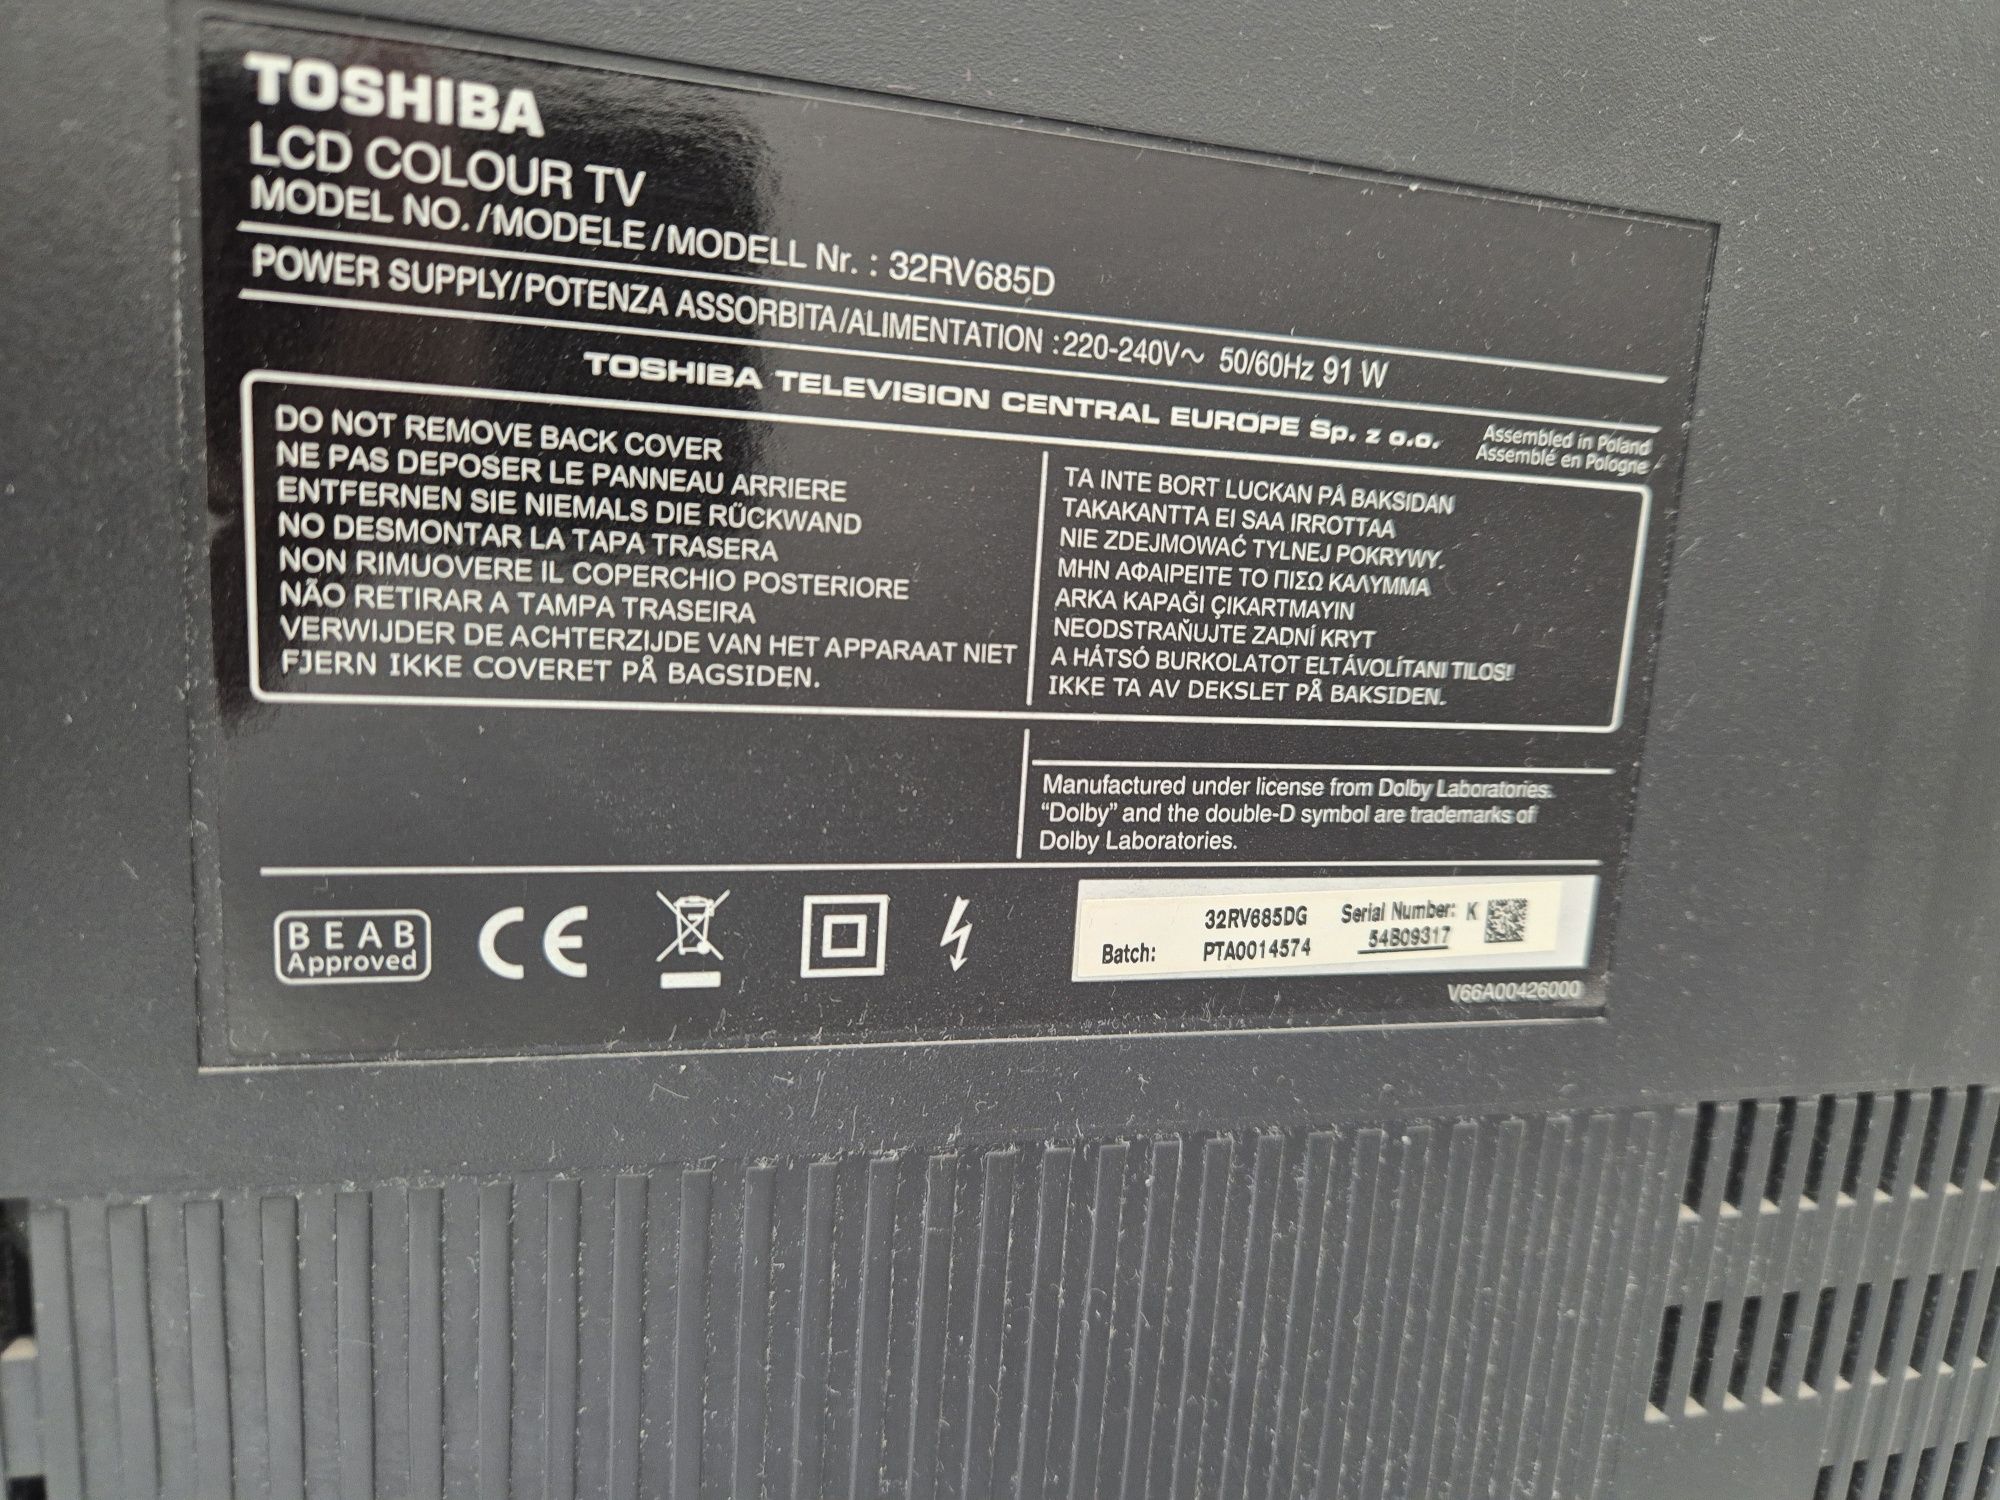 TOSHIBA
LCD COLOUR TV
MODEL NO./MODELE/MODELL Nr. : 32RV685D
POWER SUPPLY/POTENZA ASSORBITA/ALIMENTATION :220-240V~ 50/60Hz 91 W
TOSHIBA TELEVISION CENTRAL EUROPE Sp. z o.o.
Assembled in Poland
Assemblé en Pologne
DO NOT REMOVE BACK COVER
NE PAS DEPOSER LE PANNEAU ARRIERE
ENTFERNEN SIE NIEMALS DIE RÜCKWAND
NO DESMONTAR LA TAPA TRASERA
NON RIMUOVERE IL COPERCHIO POSTERIORE
NÃO RETIRAR A TAMPA TRASEIRA
VERWIJDER DE ACHTERZIJDE VAN HET APPARAAT NIET
FJERN IKKE COVERET PÅ BAGSIDEN.
TA INTE BORT LUCKAN PÅ BAKSIDAN
TAKAKANTTA EI SAA IRROTTAA
NIE ZDEJMOWAĆ TYLNEJ POKRYWY.
ΜΗΝ ΑΦΑΙΡΕΙΤΕ ΤΟ ΠΙΣΩ ΚΑΛΥΜΜΑ
ARKA KAPAĞI ÇIKARTMAYIN
NEODSTRAŇUJTE ZADNÍ KRYT
A HÁTSÓ BURKOLATOT ELTÁVOLÍTANI TILOS!
IKKE TA AV DEKSLET PÅ BAKSIDEN.
Manufactured under license from Dolby Laboratories.
“Dolby” and the double-D symbol are trademarks of
Dolby Laboratories.
BEAB
Approved
CE
32RV685DG Serial Number: K
Batch: PTA0014574 54B09317
V66A00426000